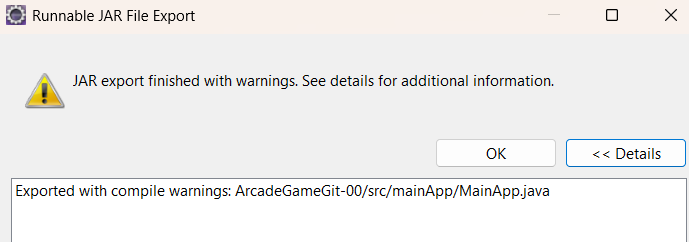 Runnable JAR File Export
JAR export finished with warnings. See details for additional information.
OK
<< Details
Exported with compile warnings: ArcadeGameGit-00/src/mainApp/MainApp.java